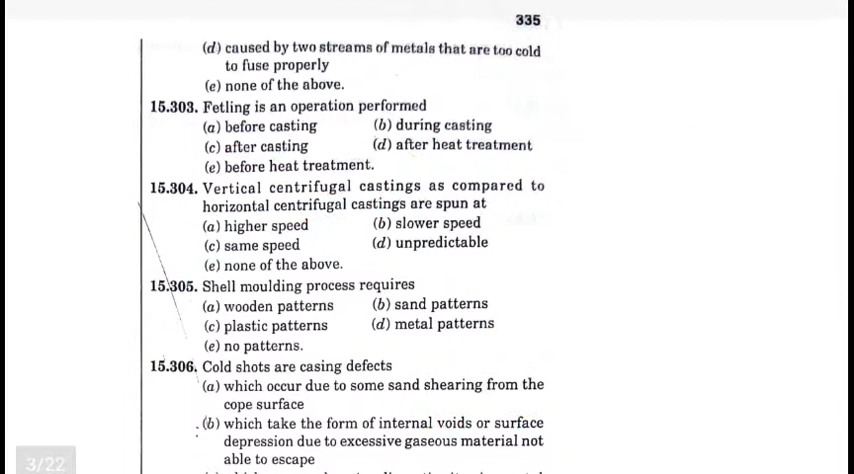 335
(d) caused by two streams of metals that are too cold
to fuse properly
(e) none of the above.
15.303. Fetling is an operation performed
(a) before casting (b) during casting
(c) after casting (d) after heat treatment
(e) before heat treatment.
15.304. Vertical centrifugal castings as compared to
horizontal centrifugal castings are spun at
(a) higher speed (b) slower speed
(c) same speed (d) unpredictable
(e) none of the above.
15.305. Shell moulding process requires
(a) wooden patterns (b) sand patterns
(c) plastic patterns (d) metal patterns
(e) no patterns.
15.306. Cold shots are casing defects
(a) which occur due to some sand shearing from the
cope surface
(b) which take the form of internal voids or surface
depression due to excessive gaseous material not
able to escape
3/22